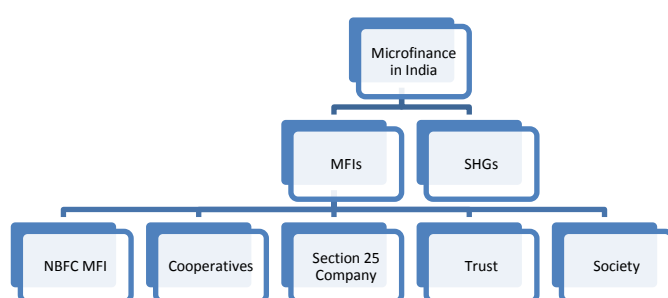 Microfinance
in India
MFIs
SHGs
NBFC MFI
Cooperatives
Section 25
Company
Trust
Society